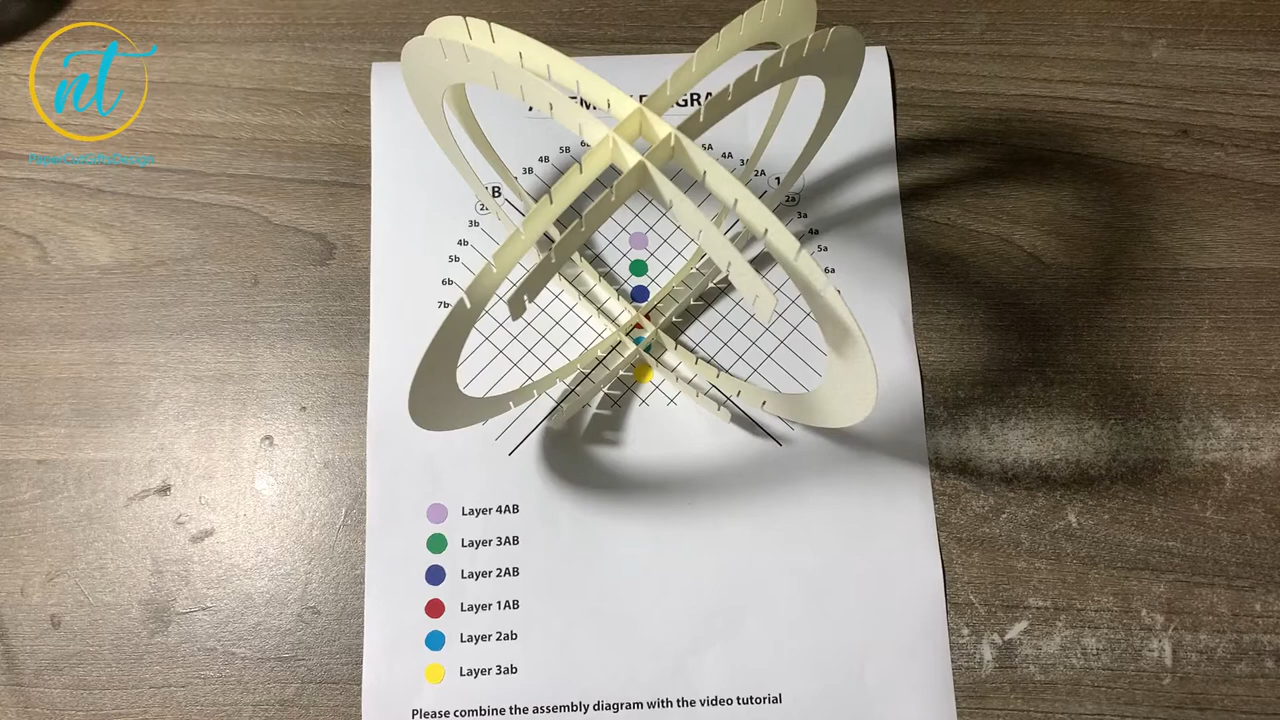 nt
PaperCuttoftsDesign
5A
4A
5B
4B
3B
2A
3b
2a
3a
4b
4a
5b
5a
6b
6a
7b
Layer 4AB
Layer 3AB
Layer 2AB
Layer 1AB
Layer 2ab
Layer 3ab
Please combine the assembly diagram with the video tutorial